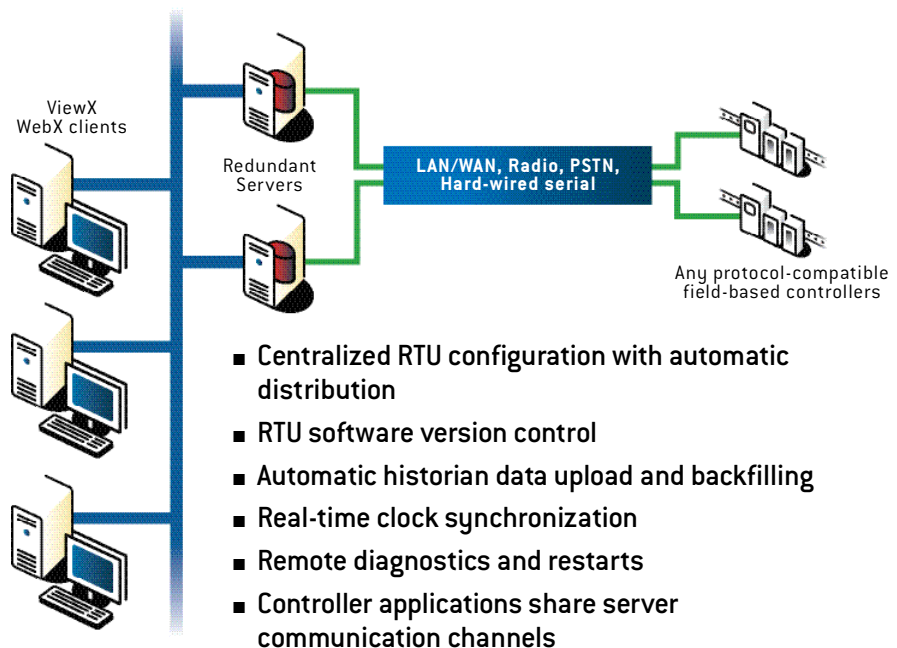 ViewX
WebX clients
Redundant
Servers
LAN/WAN, Radio, PSTN,
Hard-wired serial
Any protocol-compatible
field-based controllers
▪ Centralized RTU configuration with automatic
distribution
▪ RTU software version control
▪ Automatic historian data upload and backfilling
▪ Real-time clock synchronization
▪ Remote diagnostics and restarts
▪ Controller applications share server
communication channels